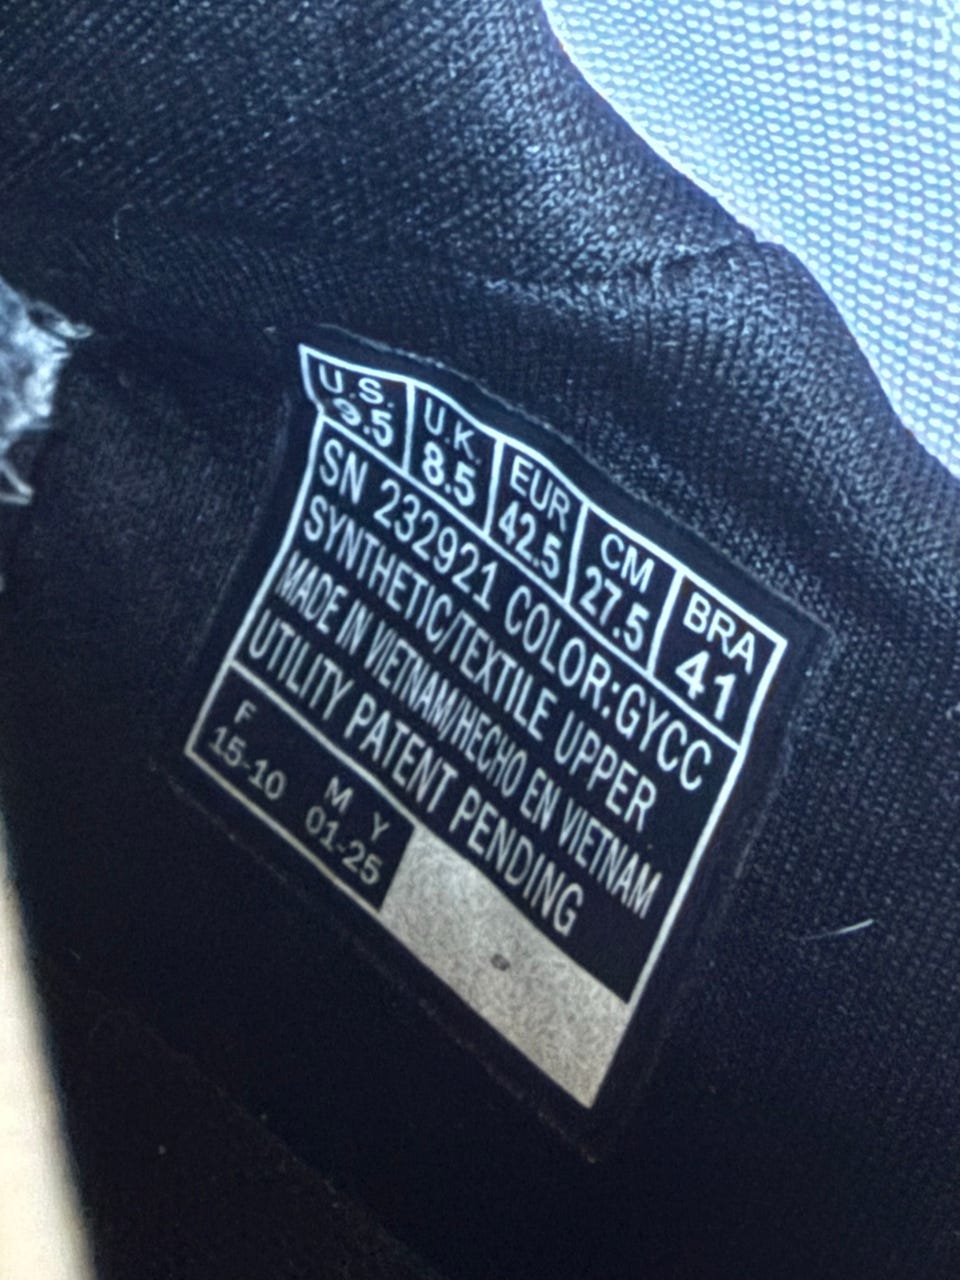 U.S. U.K. EUR CM BRA
9.5 8.5 42.5 27.5 41
SN 232921 COLOR:GYCC
SYNTHETIC/TEXTILE UPPER
MADE IN VIETNAM/HECHO EN VIETNAM
UTILITY PATENT PENDING
F M Y
15-10 01-25